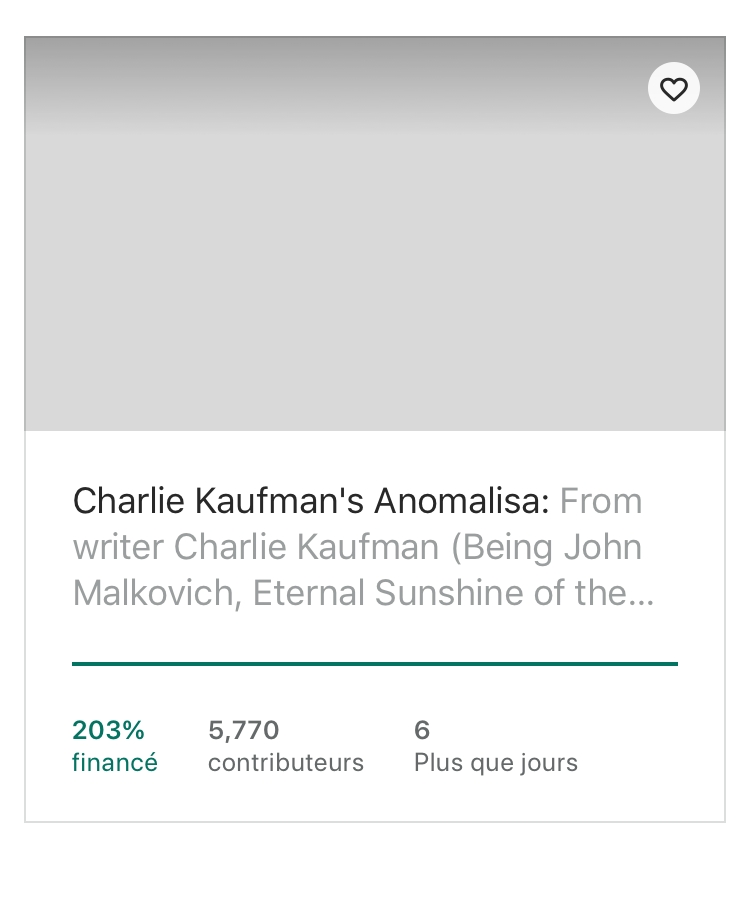 Charlie Kaufman's Anomalisa: From
writer Charlie Kaufman (Being John
Malkovich, Eternal Sunshine of the...
203%
financé
5,770
contributeurs
6
Plus que jours